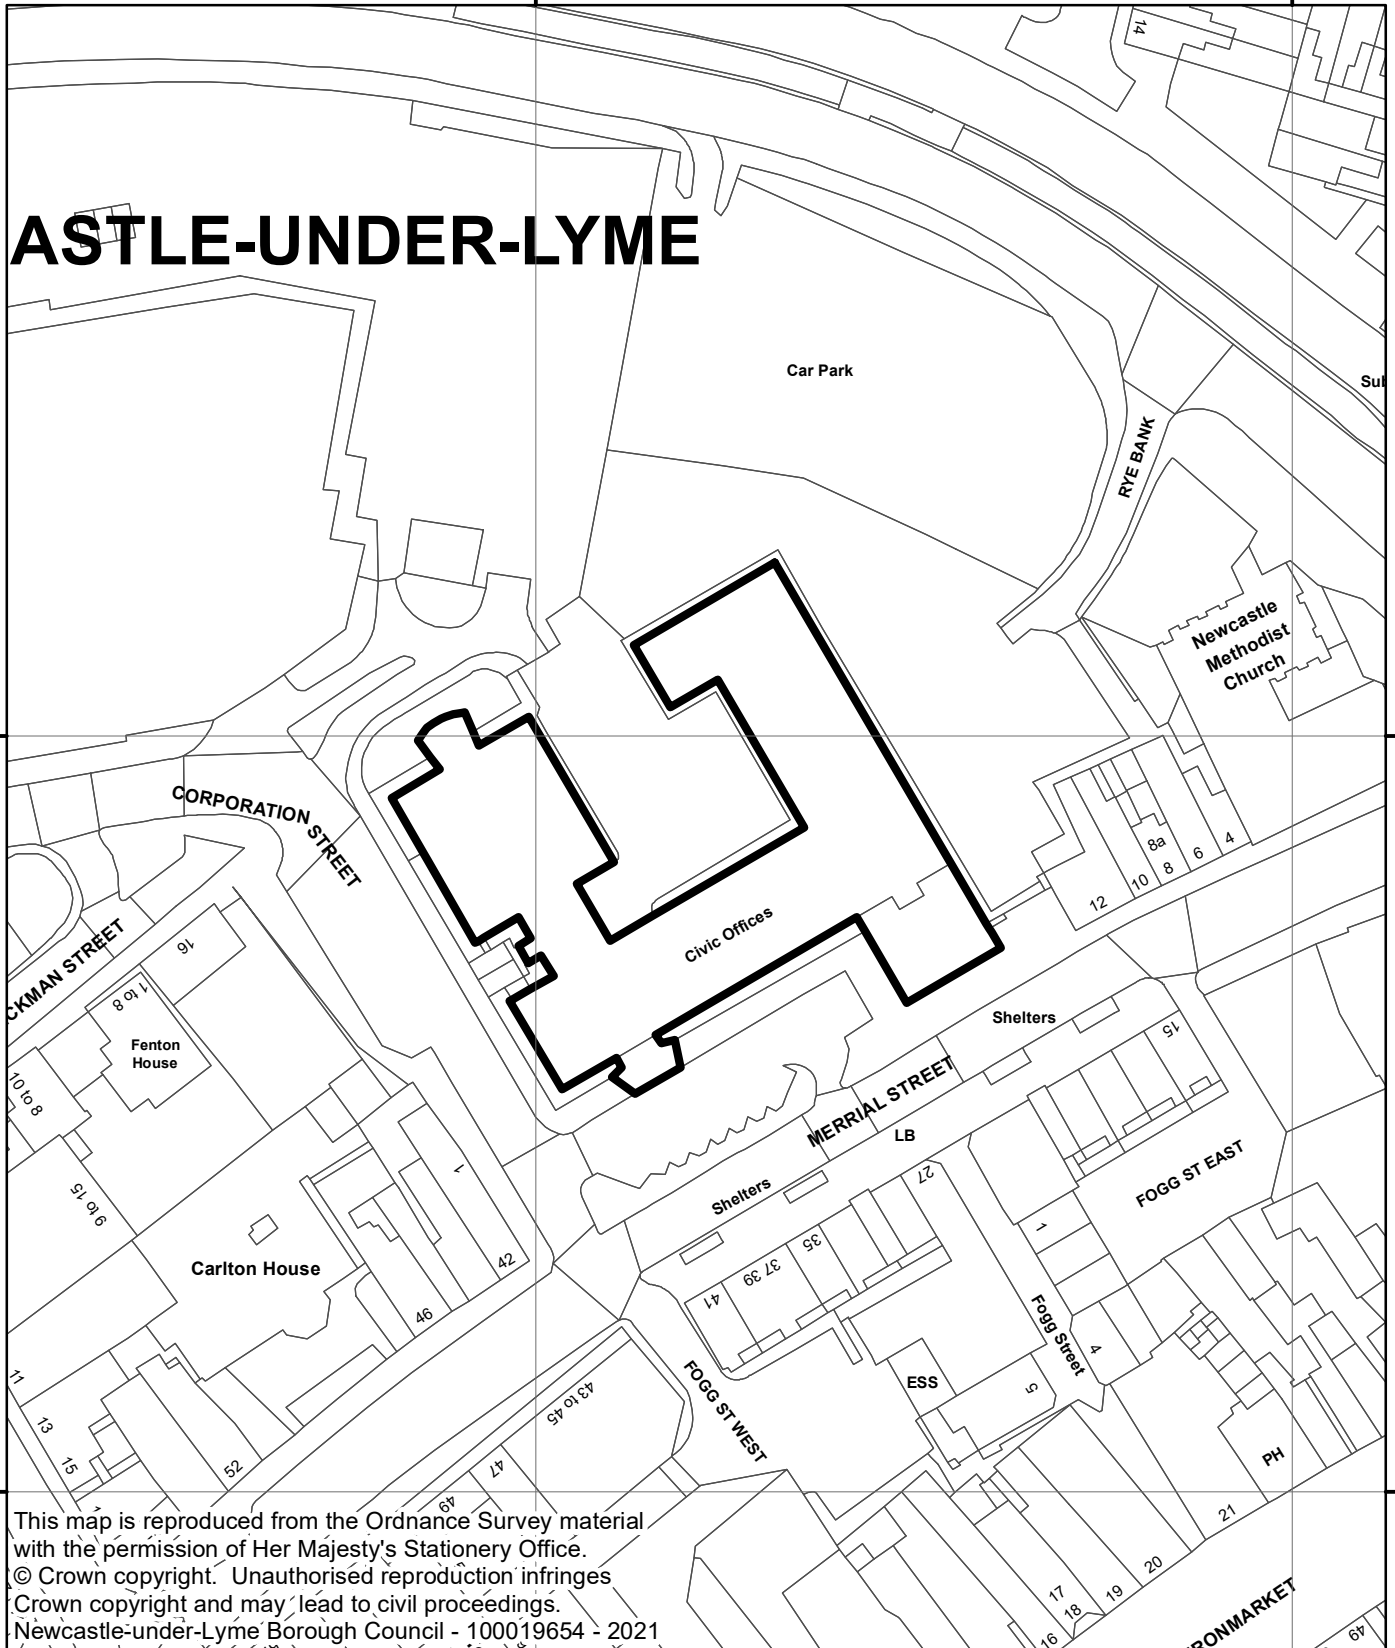 14
ASTLE-UNDER-LYME
Car Park
Sub
RYE BANK
Newcastle
Methodist
Church
CORPORATION STREET
8a
12
10
8
6
4
Civic Offices
CKMAN STREET
16
1 to 8
Fenton
House
10 to 8
Shelters
15
MERRIAL STREET
LB
FOGG ST EAST
9 to 15
1
Shelters
27
1
35
37 39
41
42
46
Carlton House
Fogg Street
4
ESS
5
FOGG ST WEST
43 to 45
47
49
11
13
15
52
PH
21
20
19
18
17
16
RONMARKET
49
This map is reproduced from the Ordnance Survey material
with the permission of Her Majesty's Stationery Office.
© Crown copyright. Unauthorised reproduction infringes
Crown copyright and may lead to civil proceedings.
Newcastle-under-Lyme Borough Council - 100019654 - 2021